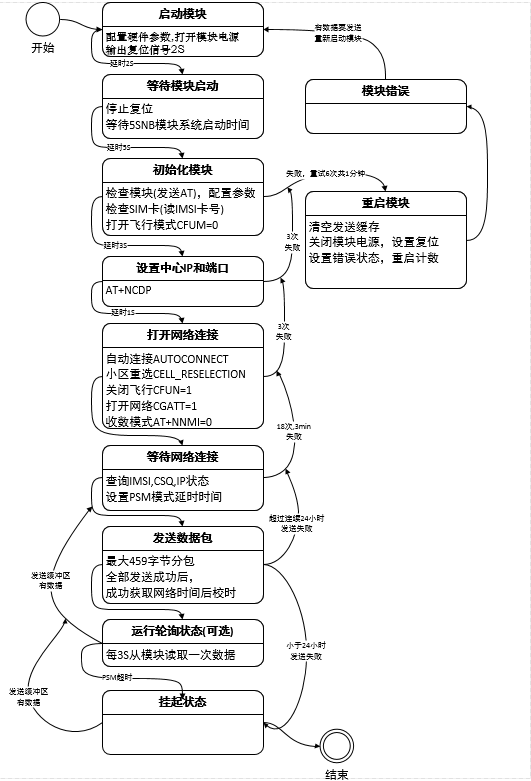 开始
启动模块
配置硬件参数,打开模块电源
输出复位信号2S
延时2S
有数据要发送
重新启动模块
等待模块启动
停止复位
等待5SNB模块系统启动时间
模块错误
延时5S
初始化模块
检查模块(发送AT)，配置参数
检查SIM卡(读IMSI卡号)
打开飞行模式CFUM=0
失败，重试6次共1分钟
重启模块
清空发送缓存
关闭模块电源，设置复位
设置错误状态，重启计数
延时3S
3次
失败
设置中心IP和端口
AT+NCDP
延时1S
打开网络连接
自动连接AUTOCONNECT
小区重选CELL_RESELECTION
关闭飞行CFUN=1
打开网络CGATT=1
收数模式AT+NNMI=0
3次
失败
18次,3min
失败
等待网络连接
查询IMSI,CSQ,IP状态
设置PSM模式延时时间
超过连续24小时
发送失败
发送数据包
最大459字节分包
全部发送成功后，
成功获取网络时间后校时
发送缓冲区
有数据
运行轮询状态(可选)
每3S从模块读取一次数据
小于24小时
发送失败
PSM超时
发送缓冲区
有数据
挂起状态
结束